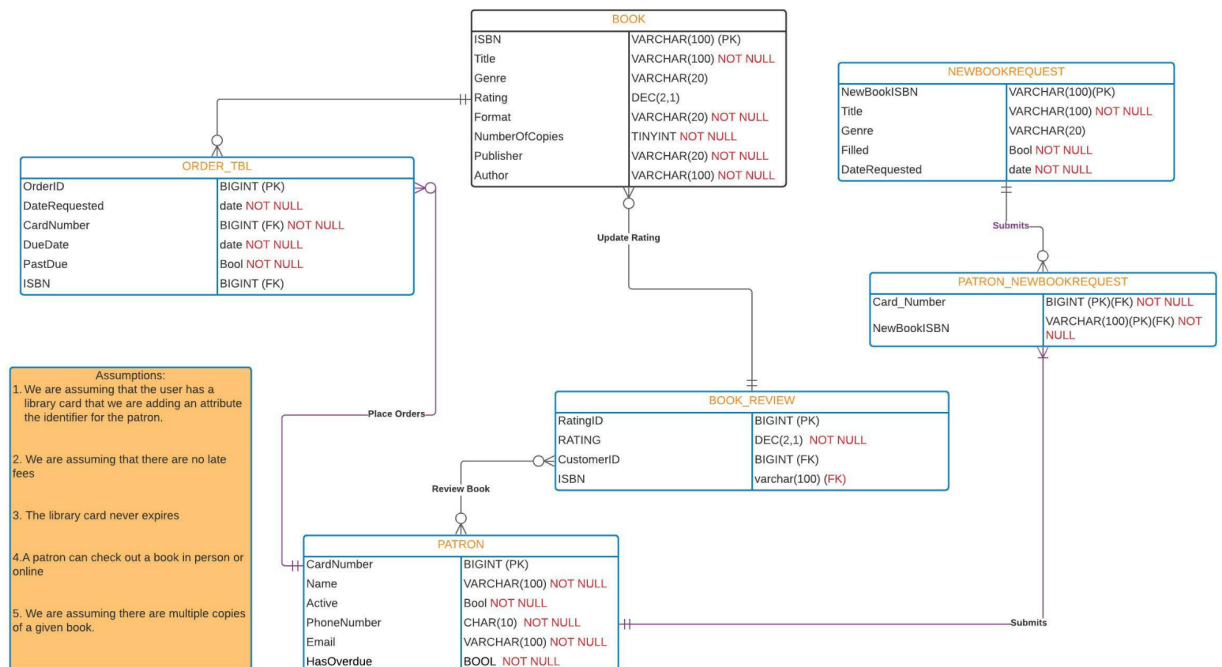 BOOK
ISBN VARCHAR(100) (PK)
Title VARCHAR(100) NOT NULL
Genre VARCHAR(20)
Rating DEC(2,1)
Format VARCHAR(20) NOT NULL
NumberOfCopies TINYINT NOT NULL
Publisher VARCHAR(20) NOT NULL
Author VARCHAR(100) NOT NULL
NEWBOOKREQUEST
NewBookISBN VARCHAR(100)(PK)
Title VARCHAR(100) NOT NULL
Genre VARCHAR(20)
Filled Bool NOT NULL
DateRequested date NOT NULL
ORDER_TBL
OrderID BIGINT (PK)
DateRequested date NOT NULL
CardNumber BIGINT (FK) NOT NULL
DueDate date NOT NULL
PastDue Bool NOT NULL
ISBN BIGINT (FK)
Update Rating
Submits
PATRON_NEWBOOKREQUEST
Card_Number BIGINT (PK)(FK) NOT NULL
NewBookISBN VARCHAR(100)(PK)(FK) NOT
NULL
Assumptions:
1. We are assuming that the user has a
library card that we are adding an attribute
the identifier for the patron.
2. We are assuming that there are no late
fees
3. The library card never expires
4.A patron can check out a book in person or
online
5. We are assuming there are multiple copies
of a given book.
Place Orders
BOOK_REVIEW
RatingID BIGINT (PK)
RATING DEC(2,1) NOT NULL
CustomerID BIGINT (FK)
ISBN varchar(100) (FK)
Review Book
PATRON
CardNumber BIGINT (PK)
Name VARCHAR(100) NOT NULL
Active Bool NOT NULL
PhoneNumber CHAR(10) NOT NULL
Email VARCHAR(100) NOT NULL
HasOverdue BOOL NOT NULL
Submits